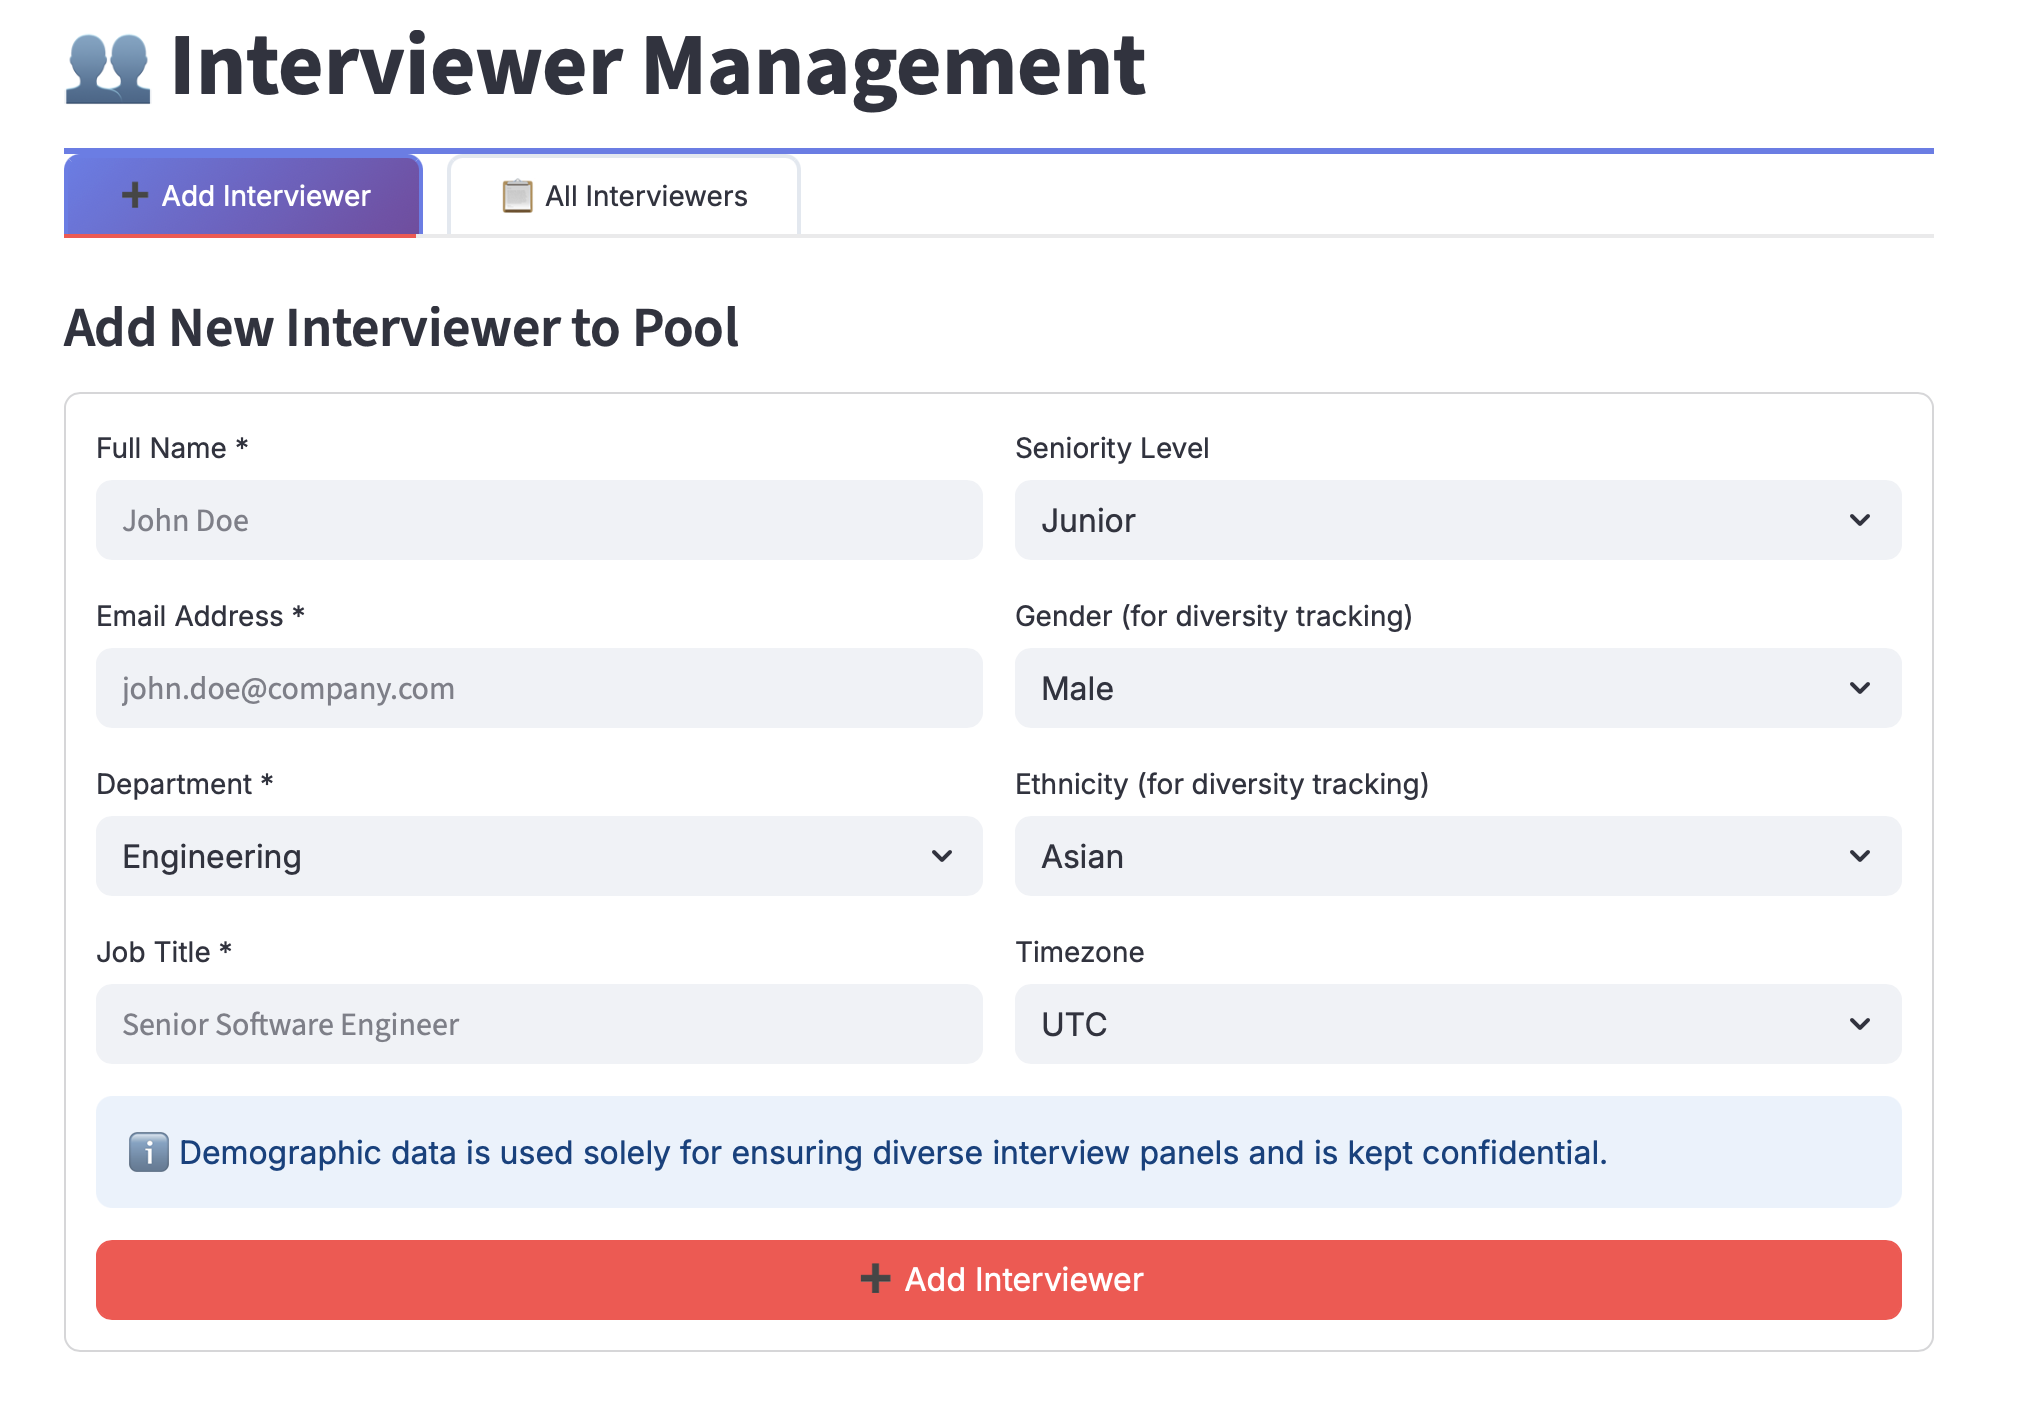 Interviewer Management
Add Interviewer
All Interviewers
Add New Interviewer to Pool
Full Name *
John Doe
Seniority Level
Junior
Email Address *
john.doe@company.com
Gender (for diversity tracking)
Male
Department *
Engineering
Ethnicity (for diversity tracking)
Asian
Job Title *
Senior Software Engineer
Timezone
UTC
Demographic data is used solely for ensuring diverse interview panels and is kept confidential.
Add Interviewer